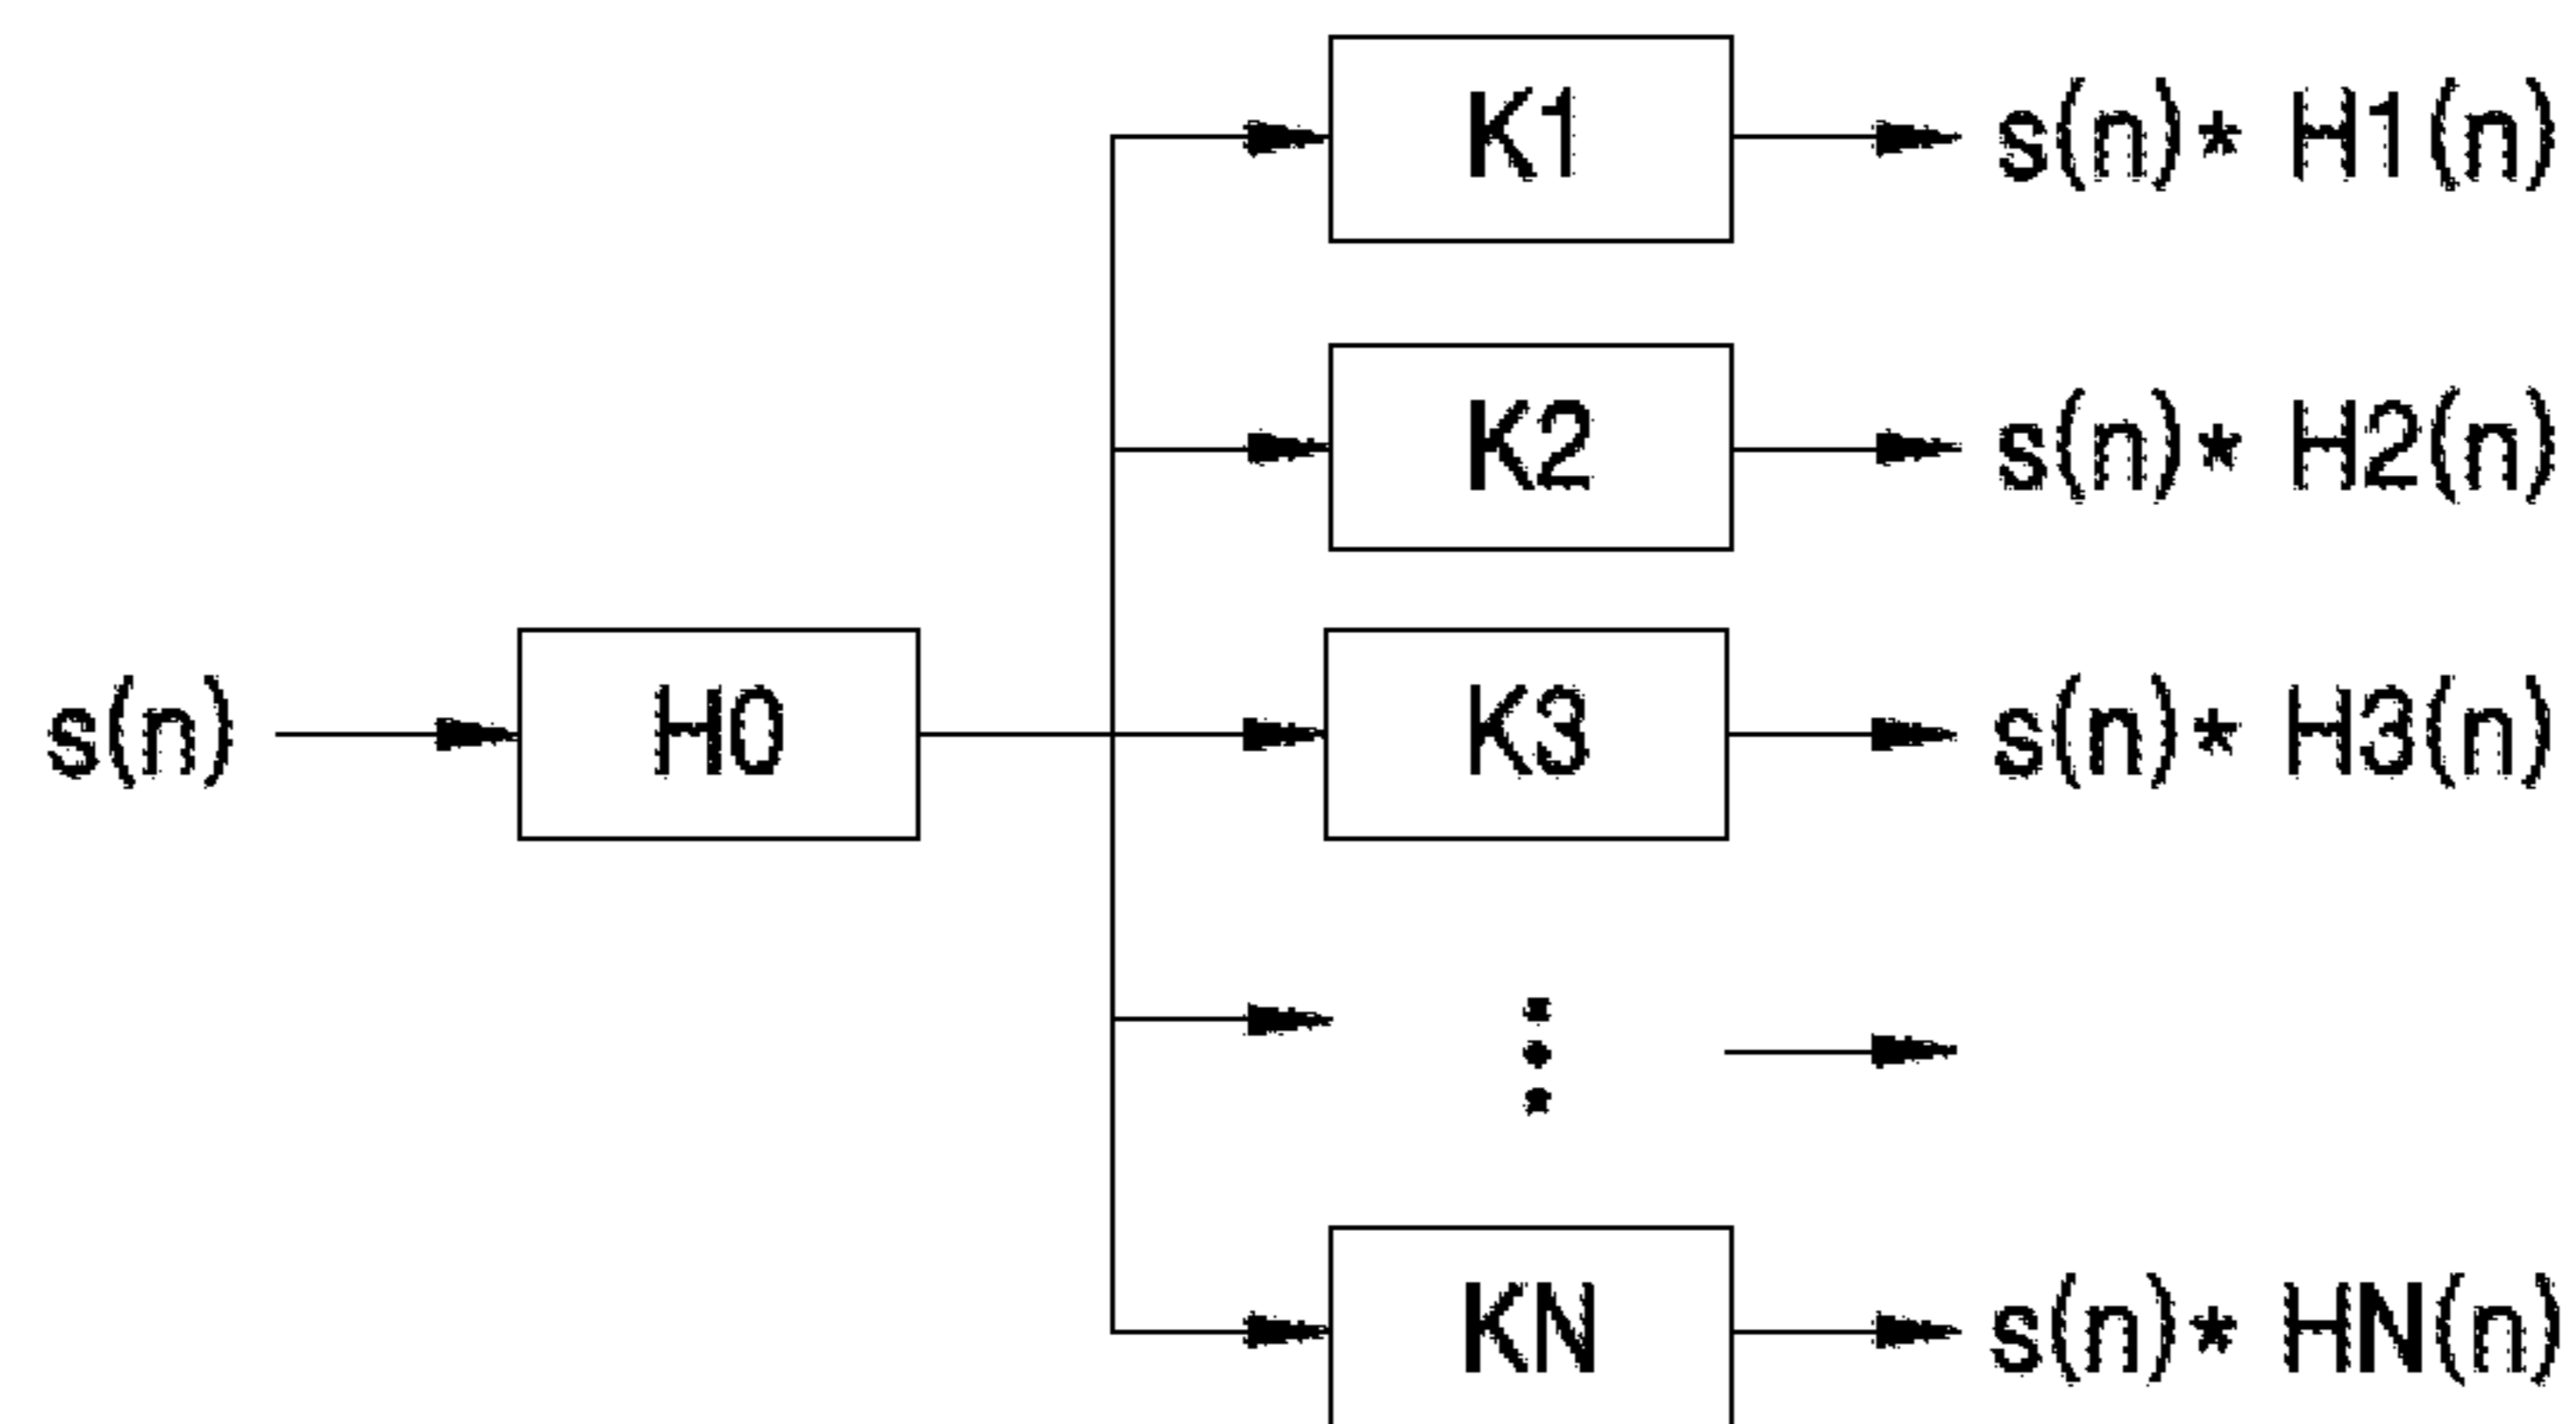 K1 s(n)* H1(n)
K2 s(n)* H2(n)
s(n) H0 K3 s(n)* H3(n)
KN s(n)* HN(n)